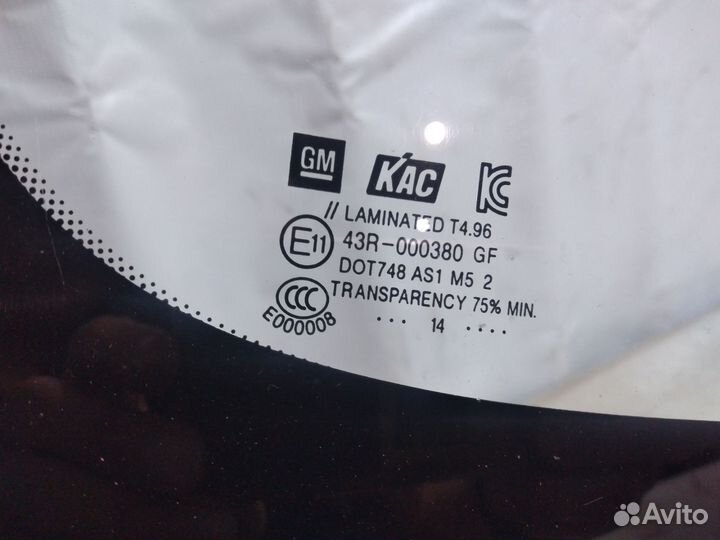 GM KAC KC
// LAMINATED T4.96
E11 43R-000380 GF
DOT748 AS1 M5 2
CCC TRANSPARENCY 75% MIN.
E000008 ··· 14 ····
Avito